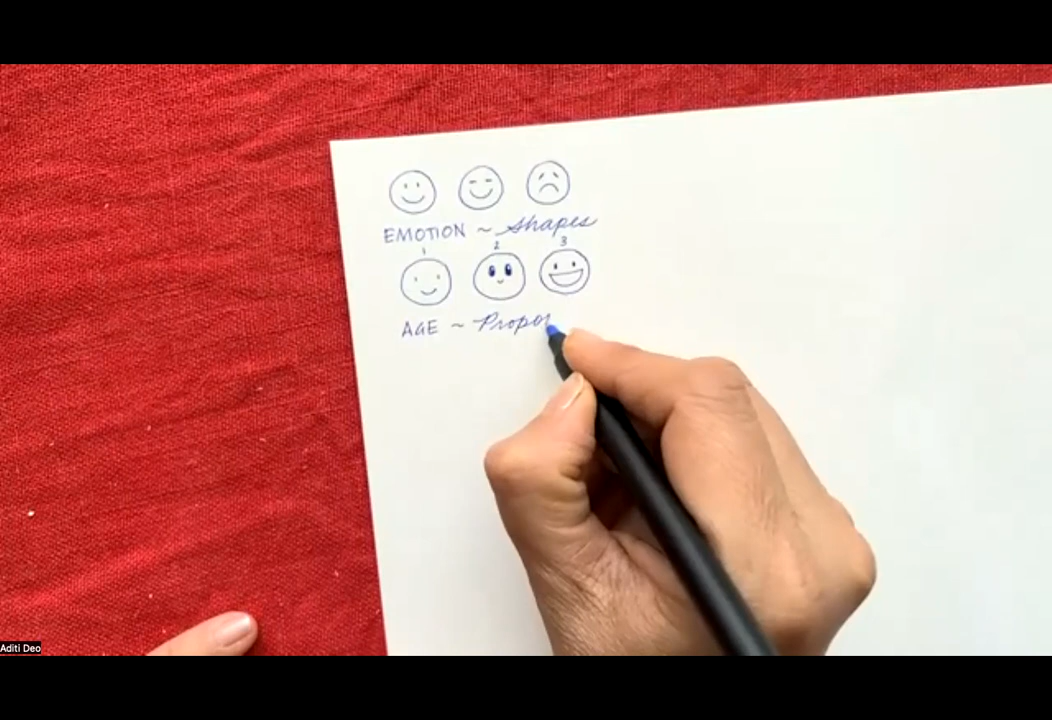 EMOTION ~ shapes
1 2 3
AGE ~ Propor
Aditi Deo